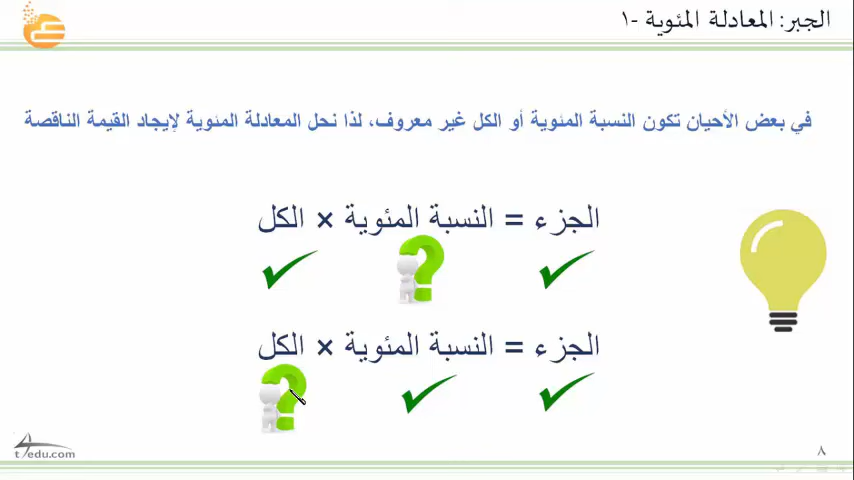 الجبر: المعادلة المئوية -١
في بعض الأحيان تكون النسبة المئوية أو الكل غير معروف، لذا نحل المعادلة المئوية لإيجاد القيمة الناقصة
الجزء = النسبة المئوية × الكل
الجزء = النسبة المئوية × الكل
t4edu.com
٨